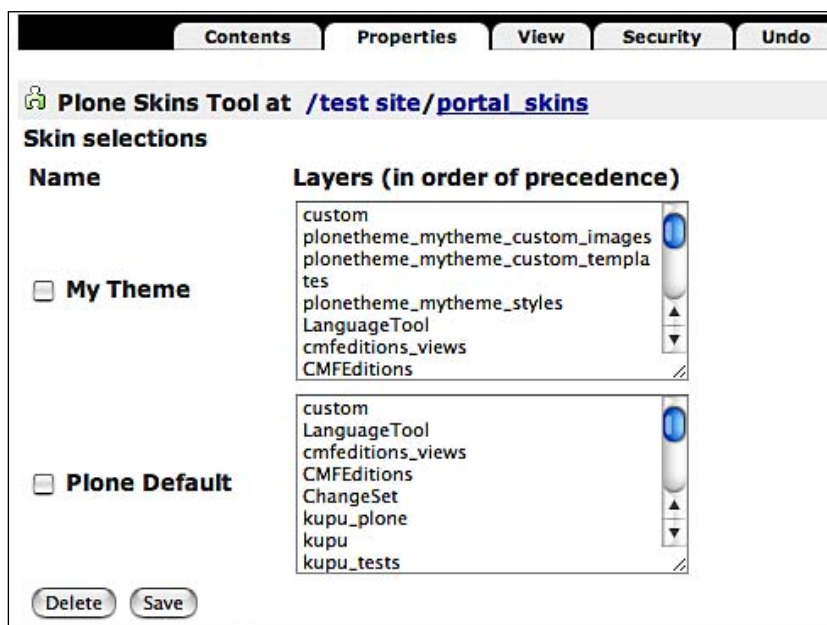 Contents Properties View Security Undo
Plone Skins Tool at /test site/portal_skins
Skin selections
Name Layers (in order of precedence)
My Theme
custom
plonetheme_mytheme_custom_images
plonetheme_mytheme_custom_templa
tes
plonetheme_mytheme_styles
LanguageTool
cmfeditions_views
CMFEditions
Plone Default
custom
LanguageTool
cmfeditions_views
CMFEditions
ChangeSet
kupu_plone
kupu
kupu_tests
Delete Save